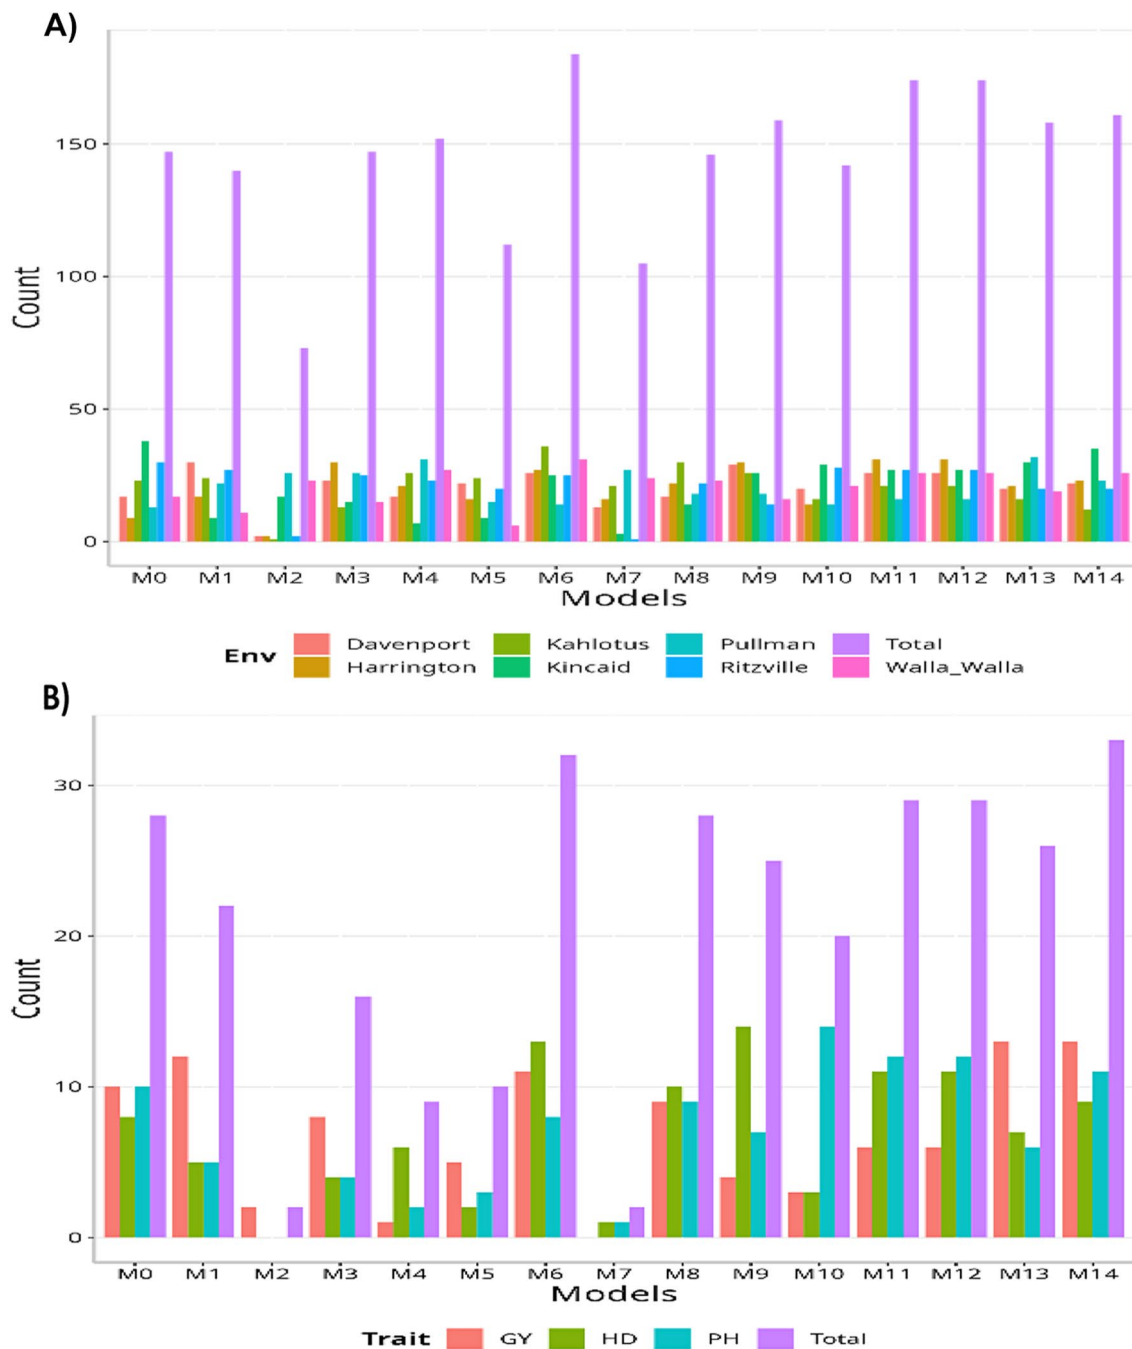 A)
150
100
50
0
Count
M0 M1 M2 M3 M4 M5 M6 M7 M8 M9 M10 M11 M12 M13 M14
Models
Env
Davenport Kahlotus Pullman Total
Harrington Kincaid Ritzville Walla_Walla
B)
30
20
10
0
Count
M0 M1 M2 M3 M4 M5 M6 M7 M8 M9 M10 M11 M12 M13 M14
Models
Trait GY HD PH Total